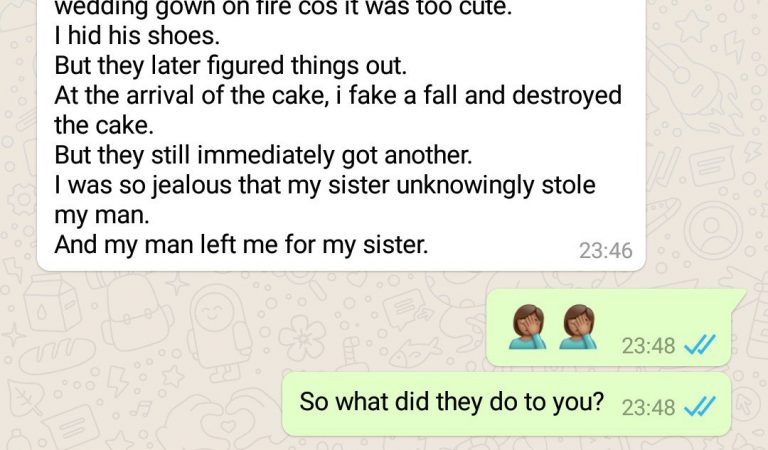 wedding gown on fire cos it was too cute.
I hid his shoes.
But they later figured things out.
At the arrival of the cake, i fake a fall and destroyed
the cake.
But they still immediately got another.
I was so jealous that my sister unknowingly stole
my man.
And my man left me for my sister.
23:46
23:48
So what did they do to you?
23:48